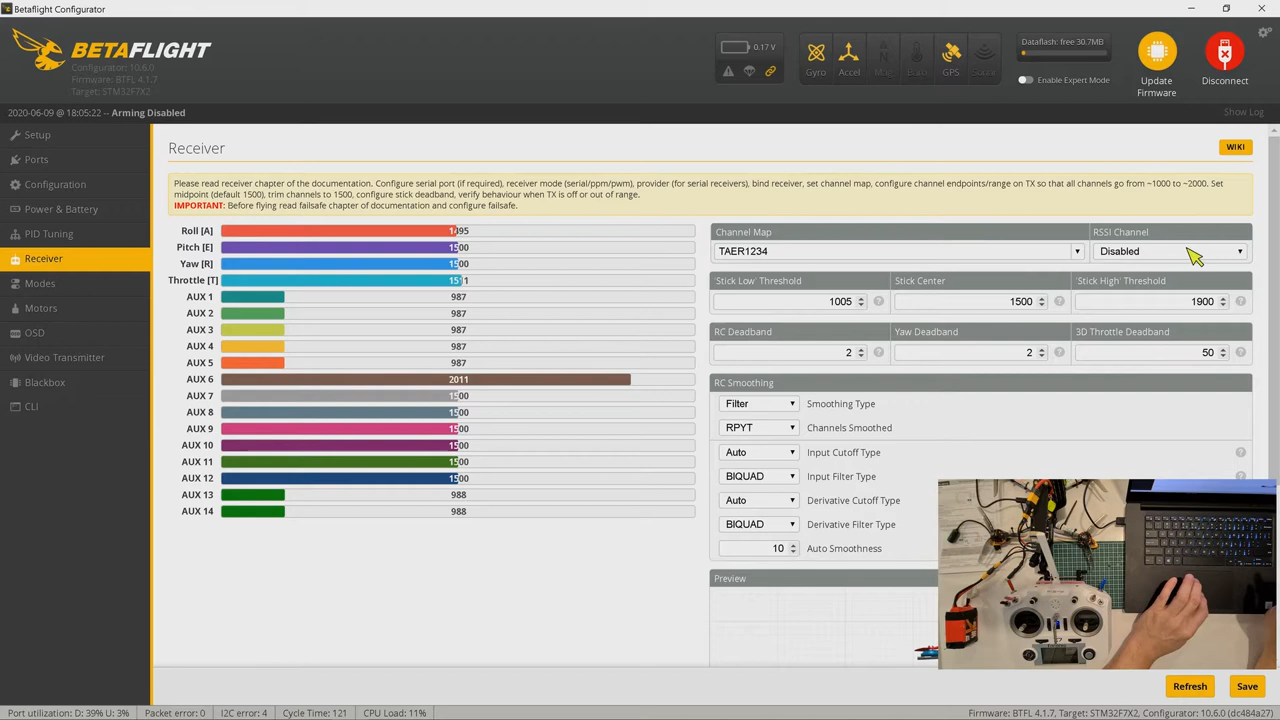 Betaflight Configurator
BETAFLIGHT
Configurator: 10.6.0
Firmware: BTFL 4.1.7
Target: STM32F7X2
0.17 V
Gyro
Accel
Mag
Baro
GPS
Sonar
Dataflash: free 30.7MB
Enable Expert Mode
Update
Firmware
Disconnect
2020-06-09 @ 18:05:22 -- Arming Disabled
Show Log
Setup
Ports
Configuration
Power & Battery
PID Tuning
Receiver
Modes
Motors
OSD
Video Transmitter
Blackbox
CLI
Receiver
WIKI
Please read receiver chapter of the documentation. Configure serial port (if required), receiver mode (serial/ppm/pwm), provider (for serial receivers), bind receiver, set channel map, configure channel endpoints/range on TX so that all channels go from ~1000 to ~2000. Set
midpoint (default 1500), trim channels to 1500, configure stick deadband, verify behaviour when TX is off or out of range.
IMPORTANT: Before flying read failsafe chapter of documentation and configure failsafe.
Roll [A] 1495
Pitch [E] 1500
Yaw [R] 1500
Throttle [T] 1511
AUX 1 987
AUX 2 987
AUX 3 987
AUX 4 987
AUX 5 987
AUX 6 2011
AUX 7 1500
AUX 8 1500
AUX 9 1500
AUX 10 1500
AUX 11 1500
AUX 12 1500
AUX 13 988
AUX 14 988
Channel Map
RSSI Channel
TAER1234
Disabled
'Stick Low' Threshold
Stick Center
'Stick High' Threshold
1005
1500
1900
RC Deadband
Yaw Deadband
3D Throttle Deadband
2
2
50
RC Smoothing
Filter Smoothing Type
RPYT Channels Smoothed
Auto Input Cutoff Type
BIQUAD Input Filter Type
Auto Derivative Cutoff Type
BIQUAD Derivative Filter Type
10 Auto Smoothness
Preview
Refresh
Save
Port utilization: D: 39% U: 3%
Packet error: 0
I2C error: 4
Cycle Time: 121
CPU Load: 11%
Firmware: BTFL 4.1.7, Target: STM32F7X2, Configurator: 10.6.0 (dc484a27)